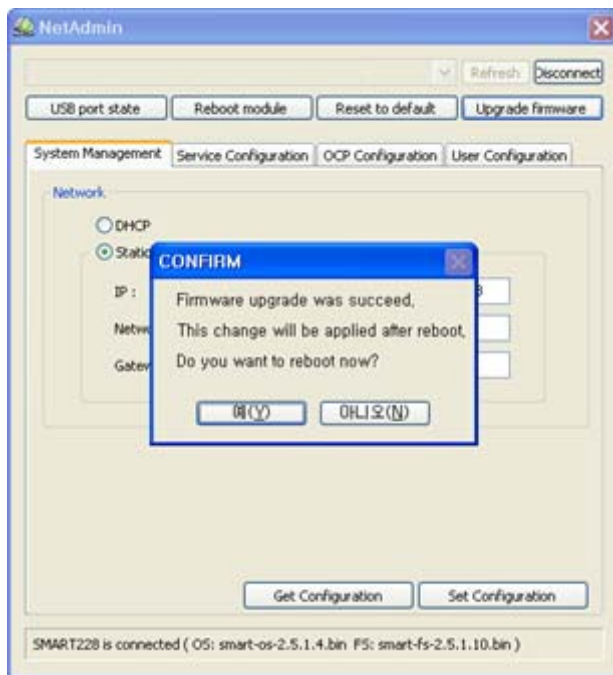 NetAdmin
Refresh Disconnect
USB port state Reboot module Reset to default Upgrade firmware
System Management Service Configuration OCP Configuration User Configuration
Network
DHCP
Static
CONFIRM
Firmware upgrade was succeed,
This change will be applied after reboot,
Do you want to reboot now?
예(Y) 아니오(N)
IP :
Get Configuration Set Configuration
SMART228 is connected ( OS: smart-os-2.5.1.4.bin FS: smart-fs-2.5.1.10.bin )